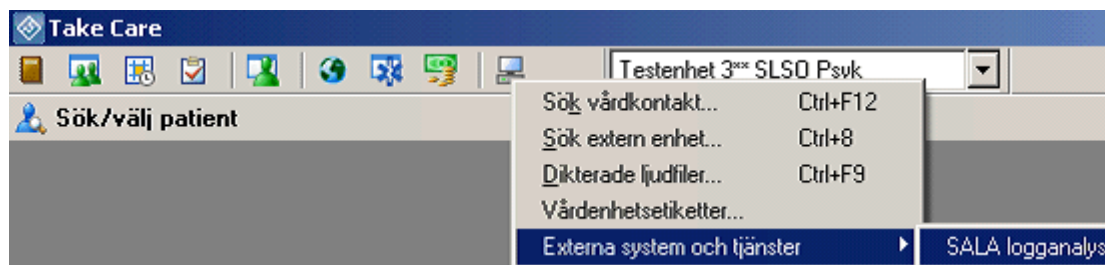 Take Care
Testenhet 3** SLSO Psyk
Sök/välj patient
Sök vårdkontakt... Ctrl+F12
Sök extern enhet... Ctrl+8
Dikterade ljudfiler... Ctrl+F9
Vårdenhetsetiketter...
Externa system och tjänster SALA logganalys